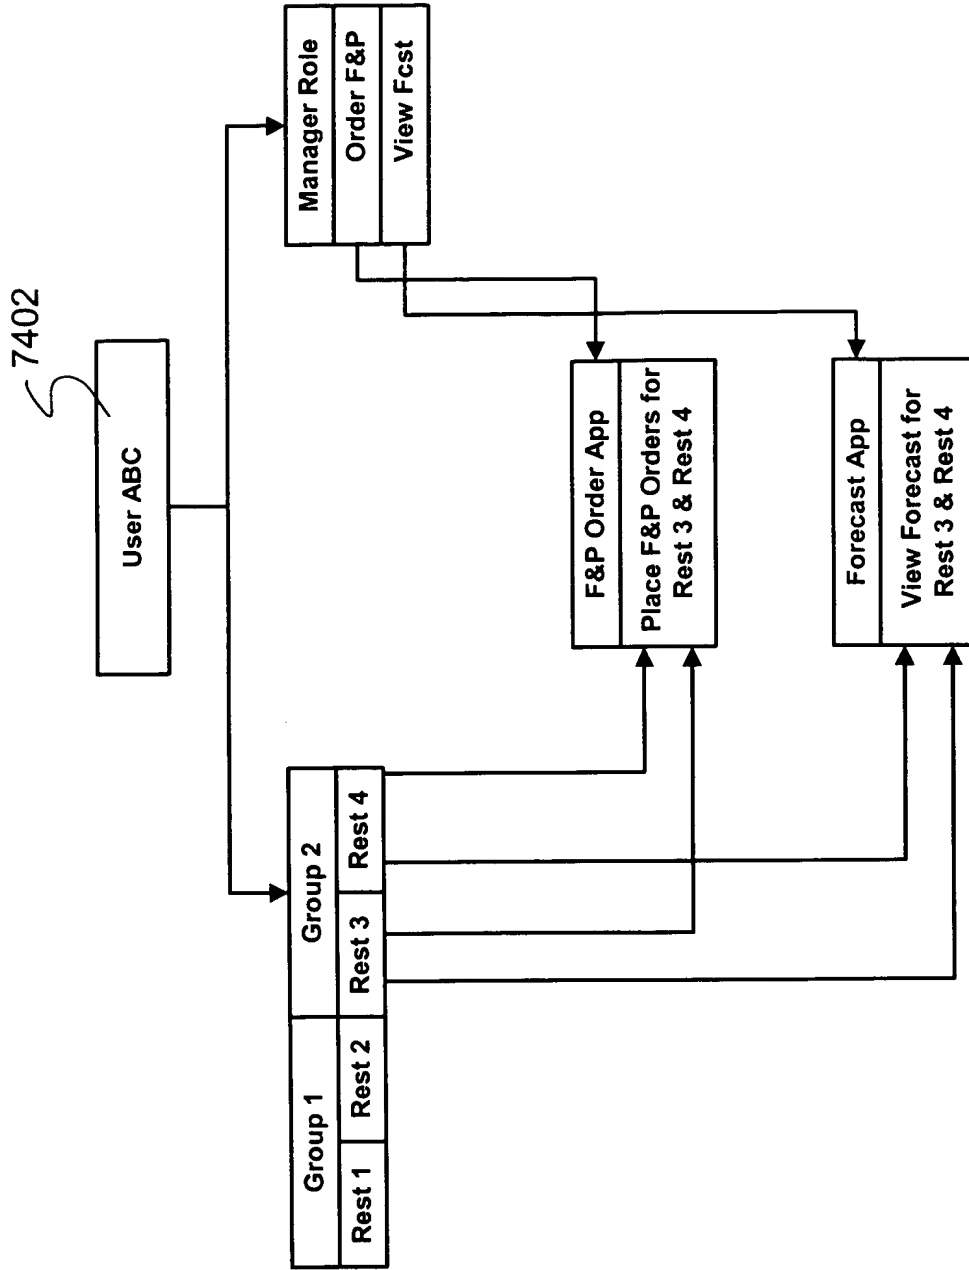 7402
User ABC
Group 1
Group 2
Rest 1
Rest 2
Rest 3
Rest 4
Manager Role
Order F&P
View Fcst
F&P Order App
Place F&P Orders for
Rest 3 & Rest 4
Forecast App
View Forecast for
Rest 3 & Rest 4